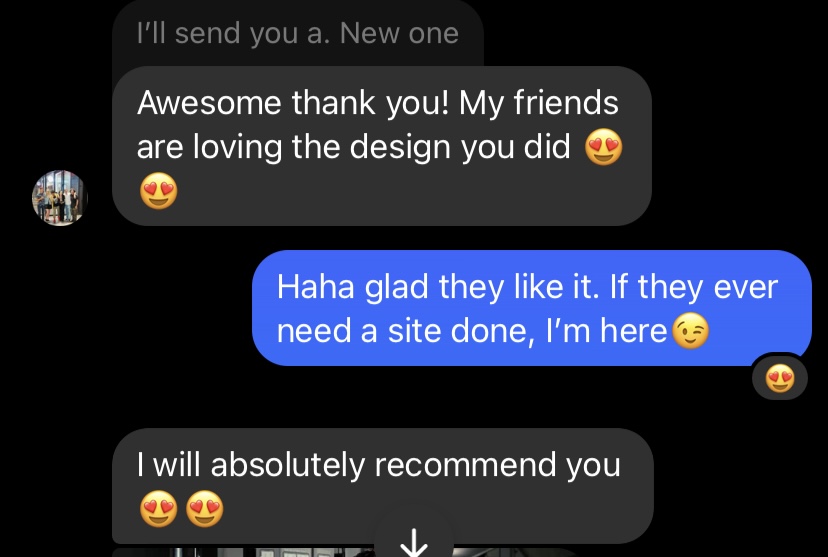 I'll send you a. New one
Awesome thank you! My friends
are loving the design you did 😍
😍
Haha glad they like it. If they ever
need a site done, I'm here😉
😍
I will absolutely recommend you
😍😍